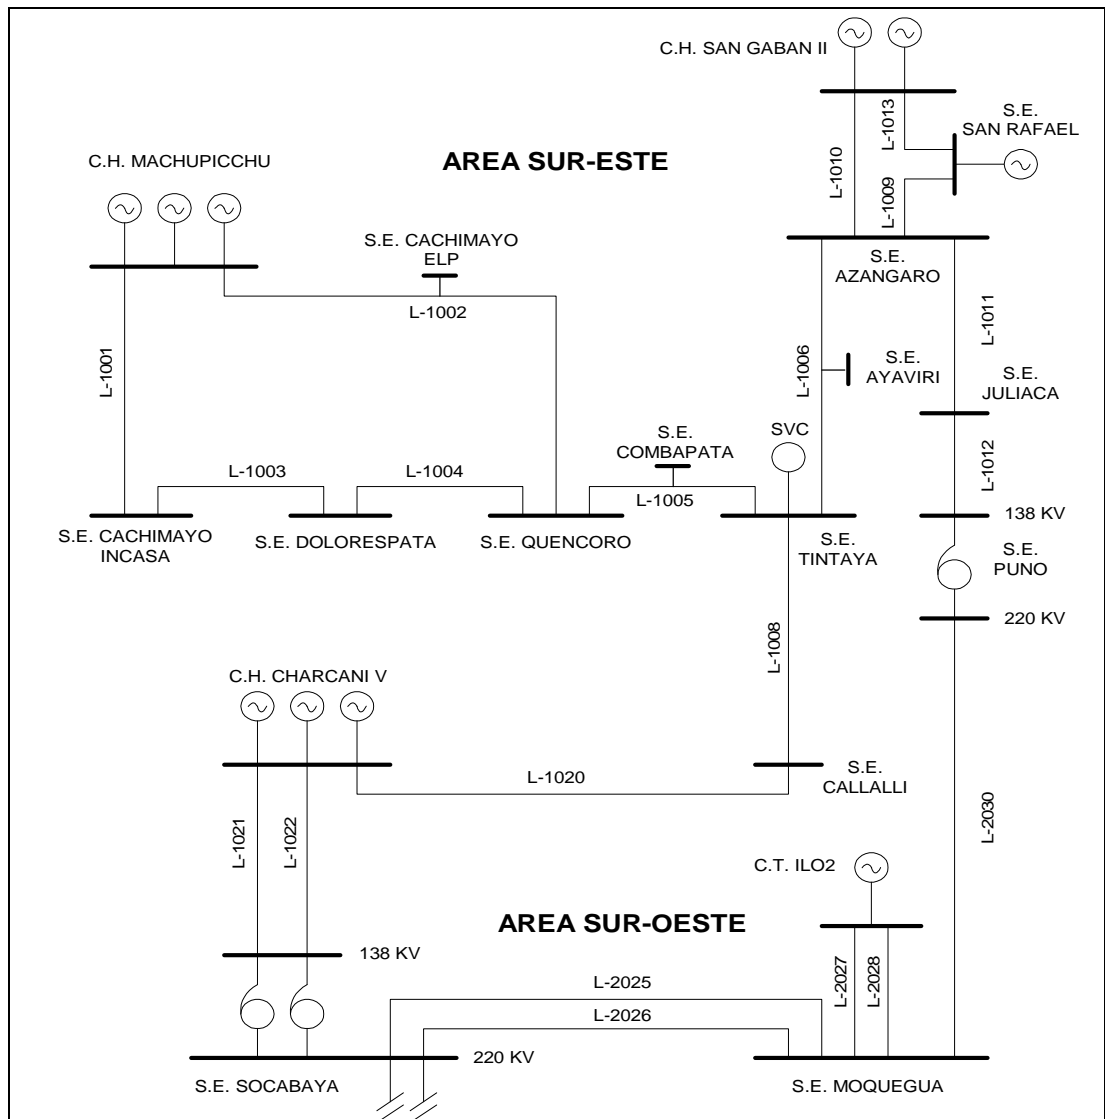 C.H. SAN GABAN II
L-1013
S.E.
SAN RAFAEL
C.H. MACHUPICCHU
AREA SUR-ESTE
L-1010
L-1009
S.E. CACHIMAYO
ELP
S.E.
AZANGARO
L-1002
L-1001
L-1006
L-1011
S.E.
AYAVIRI
S.E.
JULIACA
S.E.
COMBAPATA
SVC
L-1003
L-1004
L-1005
L-1012
S.E. CACHIMAYO
INCASA
S.E. DOLORESPATA
S.E. QUENCORO
S.E.
TINTAYA
138 KV
S.E.
PUNO
220 KV
L-1008
C.H. CHARCANI V
L-1020
S.E.
CALLALLI
L-1021
L-1022
L-2030
C.T. ILO2
AREA SUR-OESTE
138 KV
L-2027
L-2028
L-2025
L-2026
220 KV
S.E. SOCABAYA
S.E. MOQUEGUA